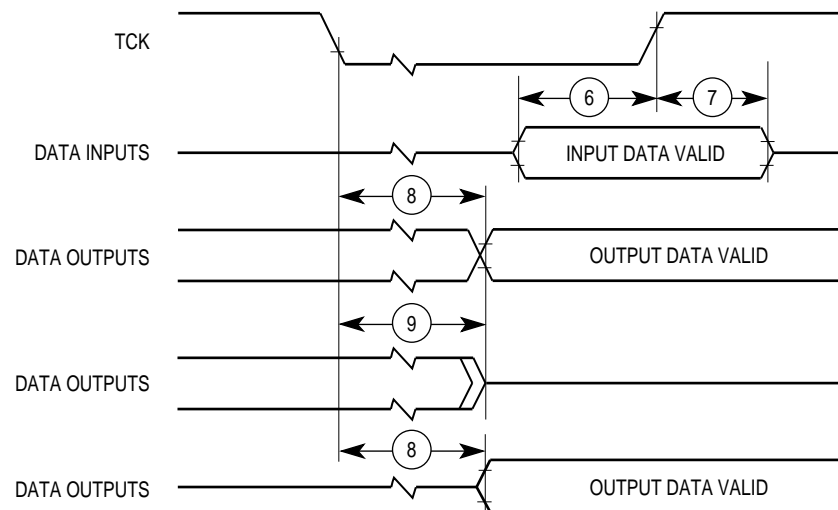 TCK
6
7
DATA INPUTS
INPUT DATA VALID
8
DATA OUTPUTS
OUTPUT DATA VALID
9
DATA OUTPUTS
8
DATA OUTPUTS
OUTPUT DATA VALID